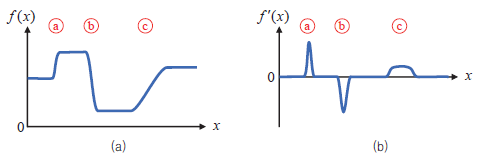 f(x)
ⓐ ⓑ ⓒ
0
x
(a)
f′(x)
ⓐ ⓑ ⓒ
0
x
(b)